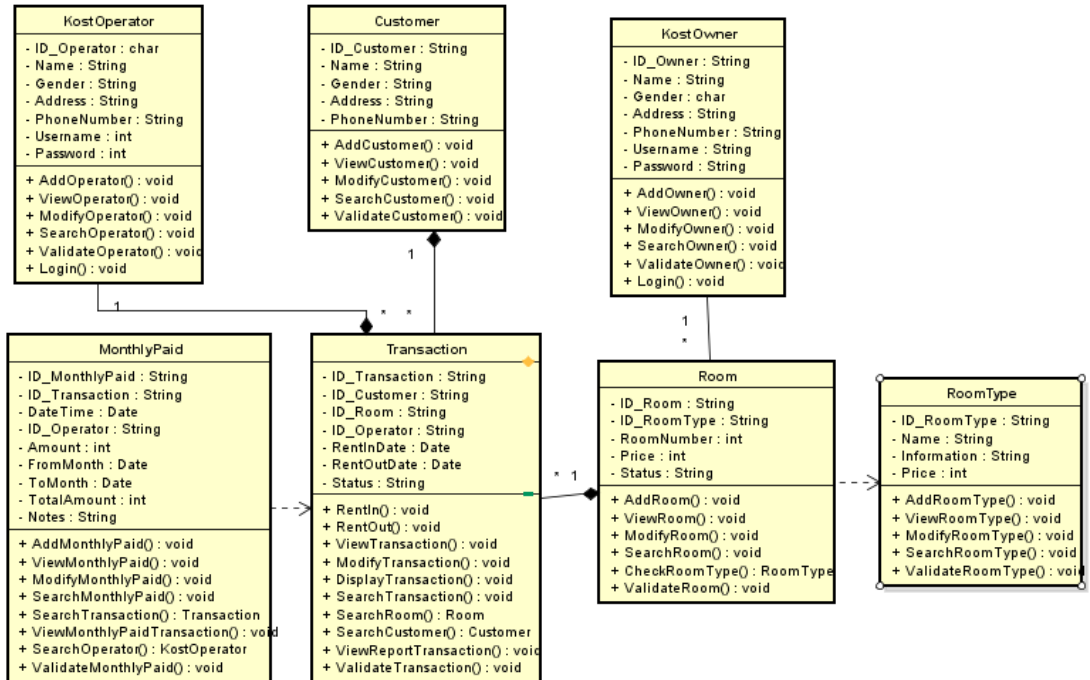 KostOperator
- ID_Operator : char
- Name : String
- Gender : String
- Address : String
- PhoneNumber : String
- Username : int
- Password : int
+ AddOperator() : void
+ ViewOperator() : void
+ ModifyOperator() : void
+ SearchOperator() : void
+ ValidateOperator() : void
+ Login() : void
Customer
- ID_Customer : String
- Name : String
- Gender : String
- Address : String
- PhoneNumber : String
+ AddCustomer() : void
+ ViewCustomer() : void
+ ModifyCustomer() : void
+ SearchCustomer() : void
+ ValidateCustomer() : void
KostOwner
- ID_Owner : String
- Name : String
- Gender : char
- Address : String
- PhoneNumber : String
- Username : String
- Password : String
+ AddOwner() : void
+ ViewOwner() : void
+ ModifyOwner() : void
+ SearchOwner() : void
+ ValidateOwner() : void
+ Login() : void
1
1
* *
1
*
MonthlyPaid
- ID_MonthlyPaid : String
- ID_Transaction : String
- DateTime : Date
- ID_Operator : String
- Amount : int
- FromMonth : Date
- ToMonth : Date
- TotalAmount : int
- Notes : String
+ AddMonthlyPaid() : void
+ ViewMonthlyPaid() : void
+ ModifyMonthlyPaid() : void
+ SearchMonthlyPaid() : void
+ SearchTransaction() : Transaction
+ ViewMonthlyPaidTransaction() : void
+ SearchOperator() : KostOperator
+ ValidateMonthlyPaid() : void
Transaction
- ID_Transaction : String
- ID_Customer : String
- ID_Room : String
- ID_Operator : String
- RentInDate : Date
- RentOutDate : Date
- Status : String
+ RentIn() : void
+ RentOut() : void
+ ViewTransaction() : void
+ ModifyTransaction() : void
+ DisplayTransaction() : void
+ SearchTransaction() : void
+ SearchRoom() : Room
+ SearchCustomer() : Customer
+ ViewReportTransaction() : void
+ ValidateTransaction() : void
* 1
Room
- ID_Room : String
- ID_RoomType : String
- RoomNumber : int
- Price : int
- Status : String
+ AddRoom() : void
+ ViewRoom() : void
+ ModifyRoom() : void
+ SearchRoom() : void
+ CheckRoomType() : RoomType
+ ValidateRoom() : void
RoomType
- ID_RoomType : String
- Name : String
- Information : String
- Price : int
+ AddRoomType() : void
+ ViewRoomType() : void
+ ModifyRoomType() : void
+ SearchRoomType() : void
+ ValidateRoomType() : void